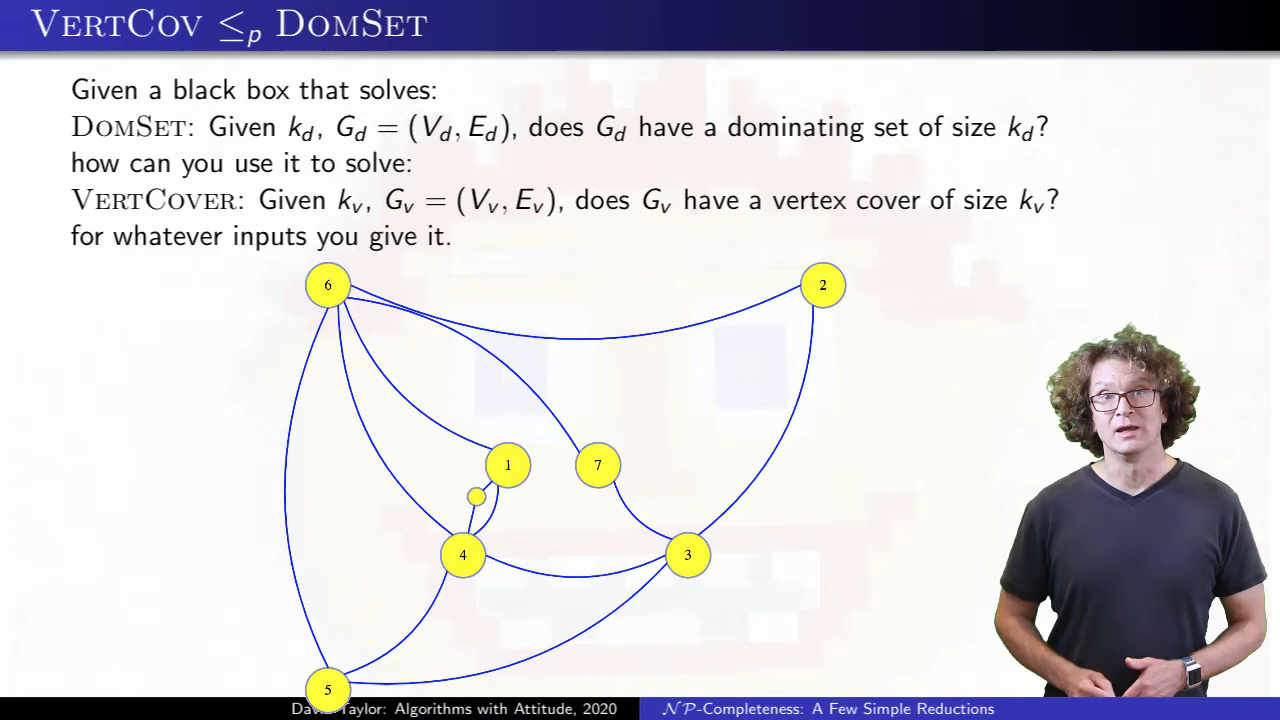 VERTCOV ≤p DOMSET
Given a black box that solves:
DOMSET: Given kd, Gd = (Vd, Ed), does Gd have a dominating set of size kd?
how can you use it to solve:
VERTCOVER: Given kv, Gv = (Vv, Ev), does Gv have a vertex cover of size kv?
for whatever inputs you give it.
6
2
1
7
4
3
5
Taylor: Algorithms with Attitude, 2020
NP-Completeness: A Few Simple Reductions